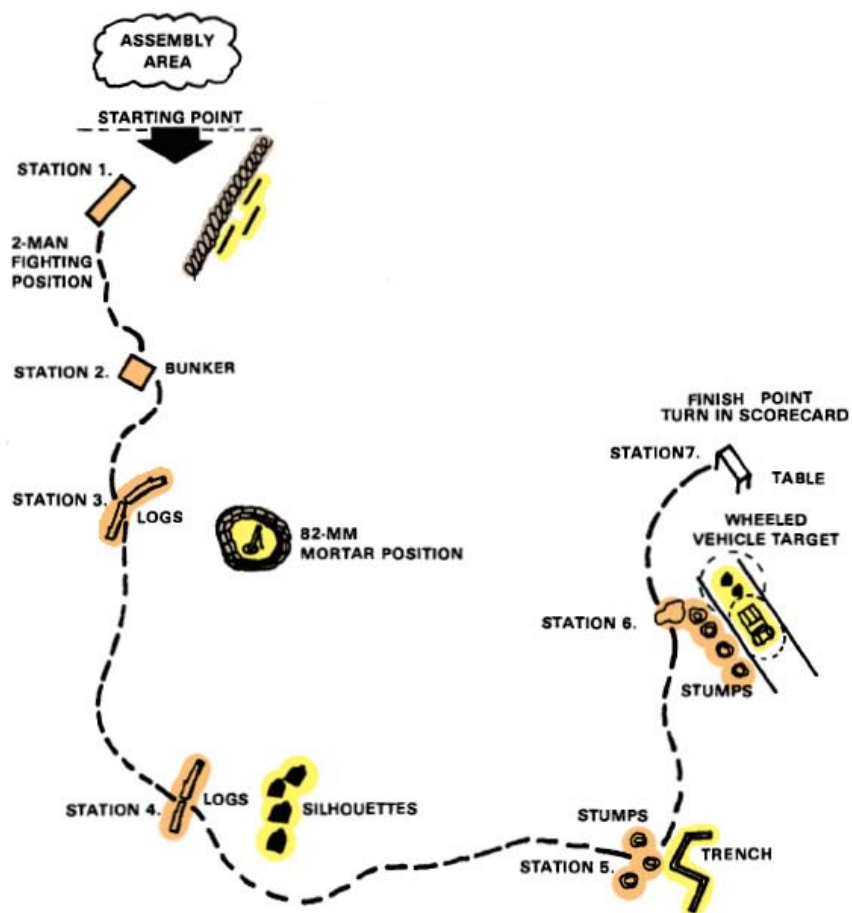 ASSEMBLY
AREA
STARTING POINT
STATION 1.
2-MAN
FIGHTING
POSITION
STATION 2.
BUNKER
STATION 3.
LOGS
82-MM
MORTAR POSITION
FINISH POINT
TURN IN SCORECARD
STATION7.
TABLE
WHEELED
VEHICLE TARGET
STATION 6.
STUMPS
STATION 4.
LOGS
SILHOUETTES
STUMPS
STATION 5.
TRENCH